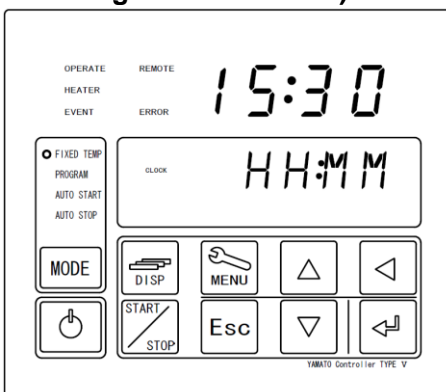 OPERATE REMOTE
HEATER
EVENT ERROR
15:30
FIXED TEMP
PROGRAM
AUTO START
AUTO STOP
CLOCK
HH:MM
MODE
DISP
MENU
START/STOP
Esc
YAMATO Controller TYPE V